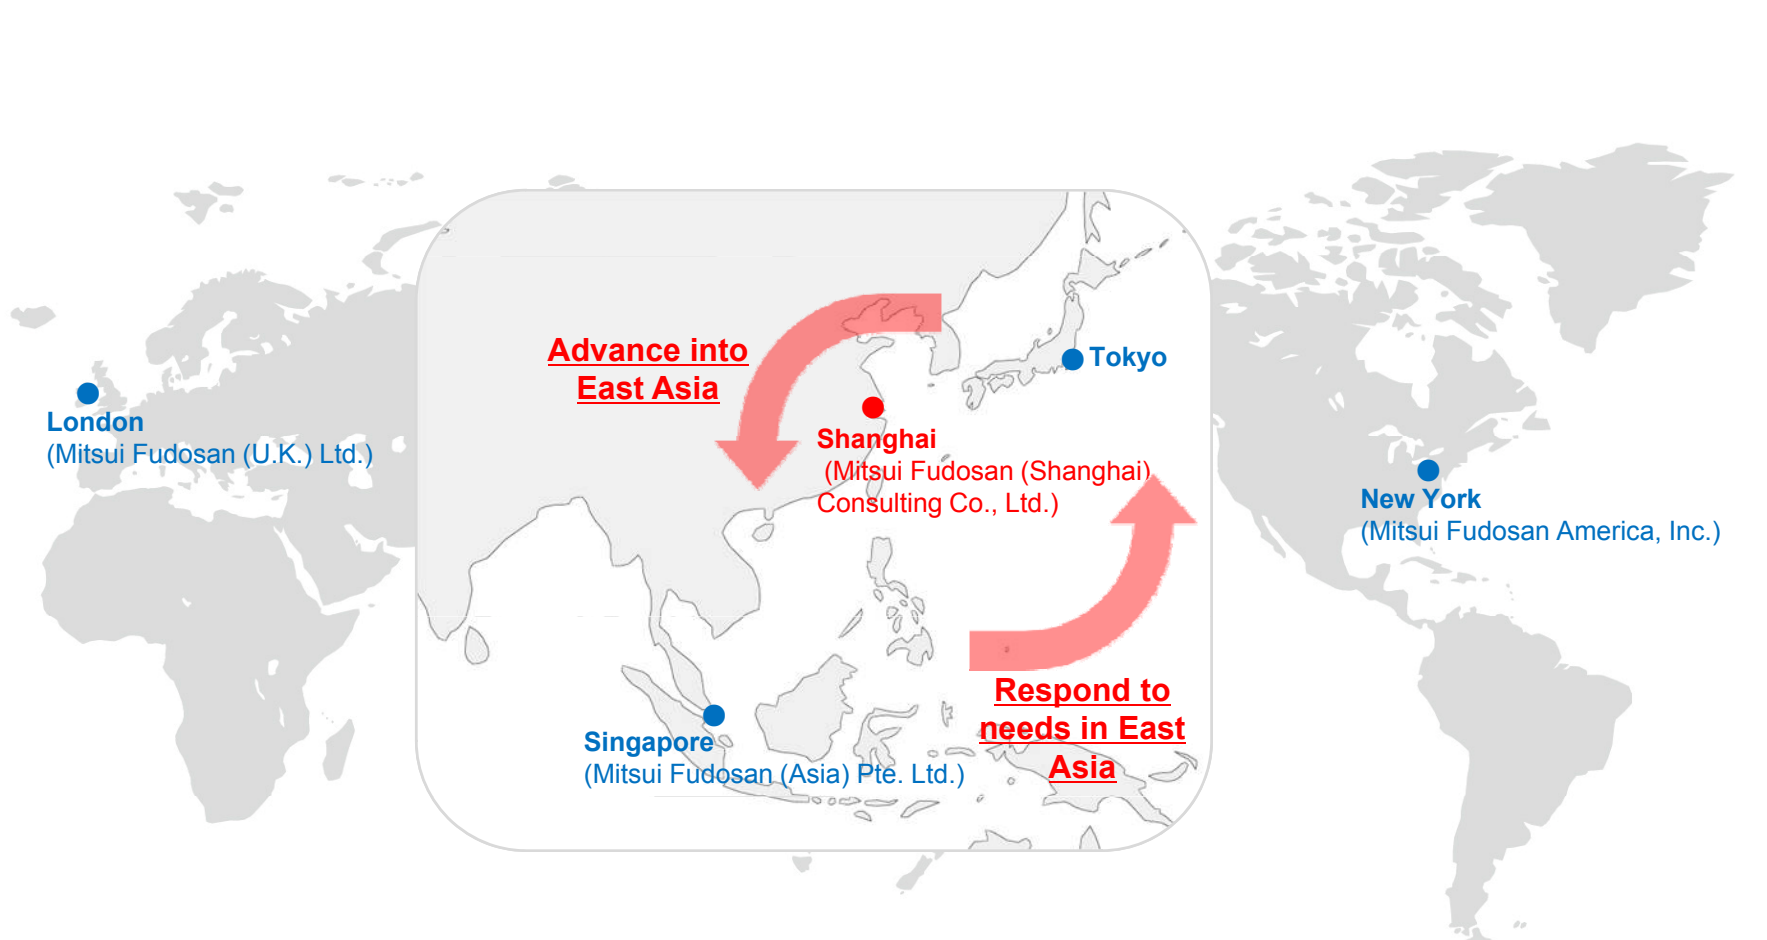 Advance into
East Asia
Tokyo
London
(Mitsui Fudosan (U.K.) Ltd.)
Shanghai
(Mitsui Fudosan (Shanghai)
Consulting Co., Ltd.)
New York
(Mitsui Fudosan America, Inc.)
Respond to
needs in East
Asia
Singapore
(Mitsui Fudosan (Asia) Pte. Ltd.)